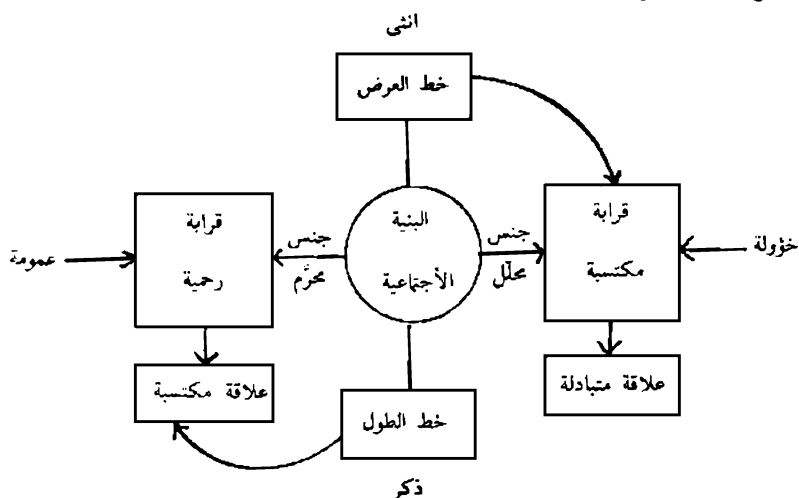 انثى
خط العرض
قرابة
مكتسبة
خؤولة
جنس
محلّل
البنية
الأجتماعية
جنس
محرَّم
قرابة
رحمية
عمومة
علاقة متبادلة
علاقة مكتسبة
خط الطول
ذكر